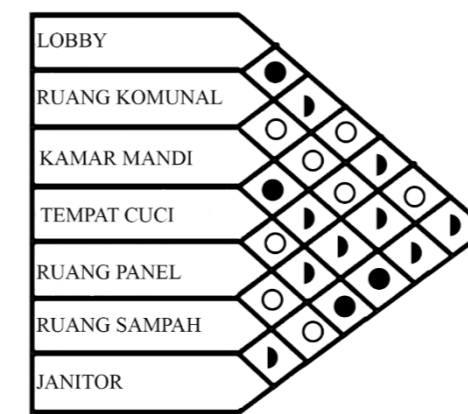 LOBBY
RUANG KOMUNAL
KAMAR MANDI
TEMPAT CUCI
RUANG PANEL
RUANG SAMPAH
JANITOR